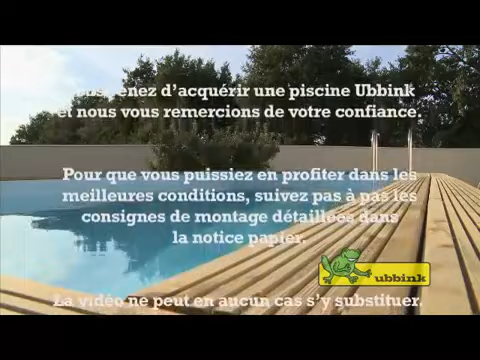 venez d'acquérir une piscine Ubbink
et nous vous remercions de votre confiance.
Pour que vous puissiez en profiter dans les
meilleures conditions, suivez pas à pas les
consignes de montage détaillées dans
la notice papier.
ubbink
La vidéo ne peut en aucun cas s'y substituer.